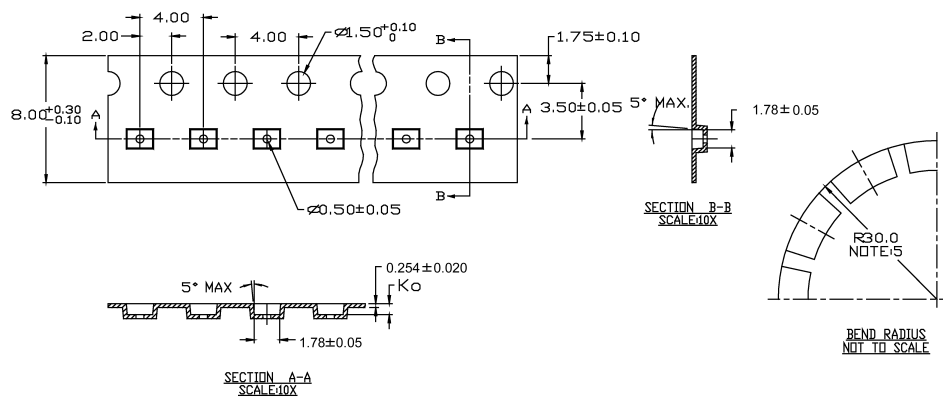 4.00
2.00
4.00
Ø1.50+0.10 0
B
1.75±0.10
8.00+0.30 -0.10
A
A
3.50±0.05
B
Ø0.50±0.05
5° MAX.
1.78±0.05
SECTION B-B
SCALE:10X
R30.0
NOTE:5
BEND RADIUS
NOT TO SCALE
5° MAX
0.254±0.020
Ko
1.78±0.05
SECTION A-A
SCALE:10X